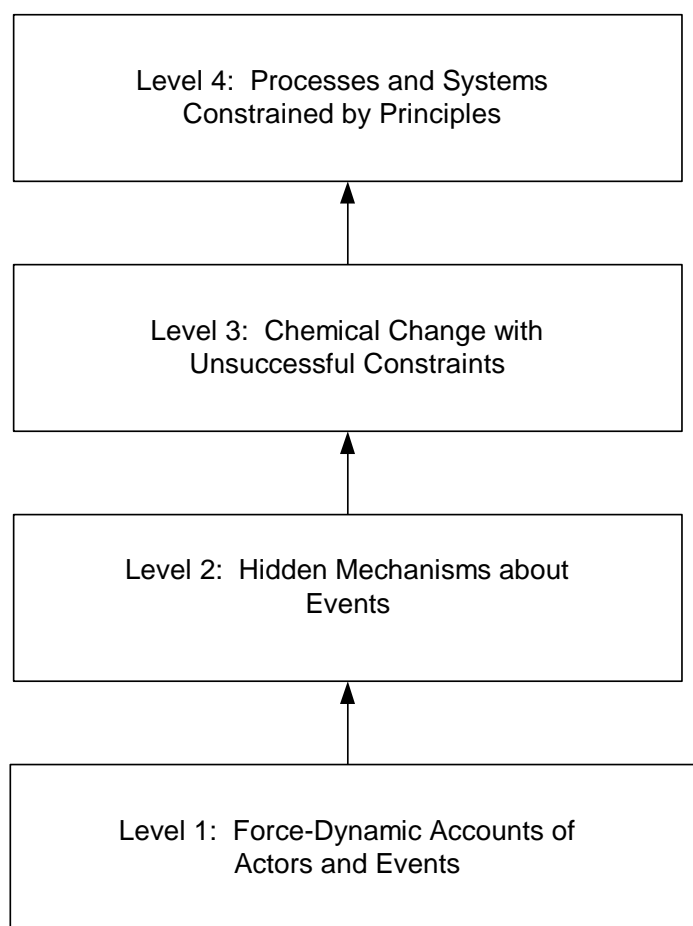 Level 4:  Processes and Systems
Constrained by Principles
Level 3:  Chemical Change with
Unsuccessful Constraints
Level 2:  Hidden Mechanisms about
Events
Level 1:  Force-Dynamic Accounts of
Actors and Events